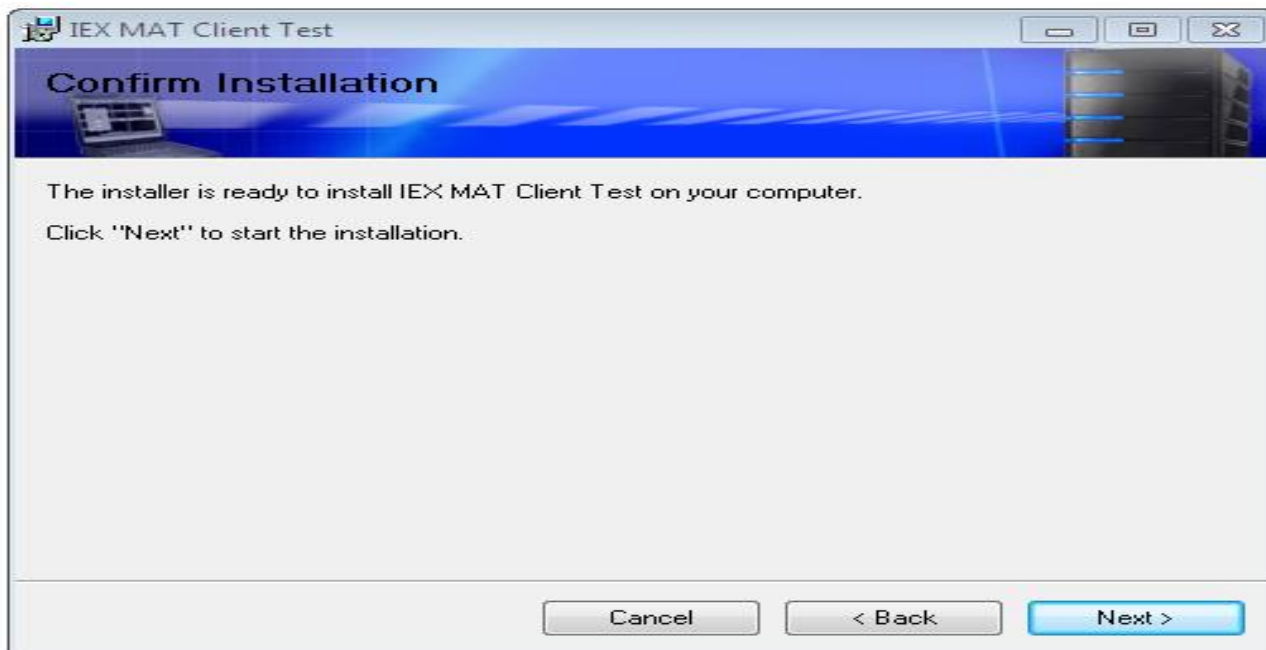 IEX MAT Client Test
Confirm Installation
The installer is ready to install IEX MAT Client Test on your computer.
Click "Next" to start the installation.
Cancel
< Back
Next >